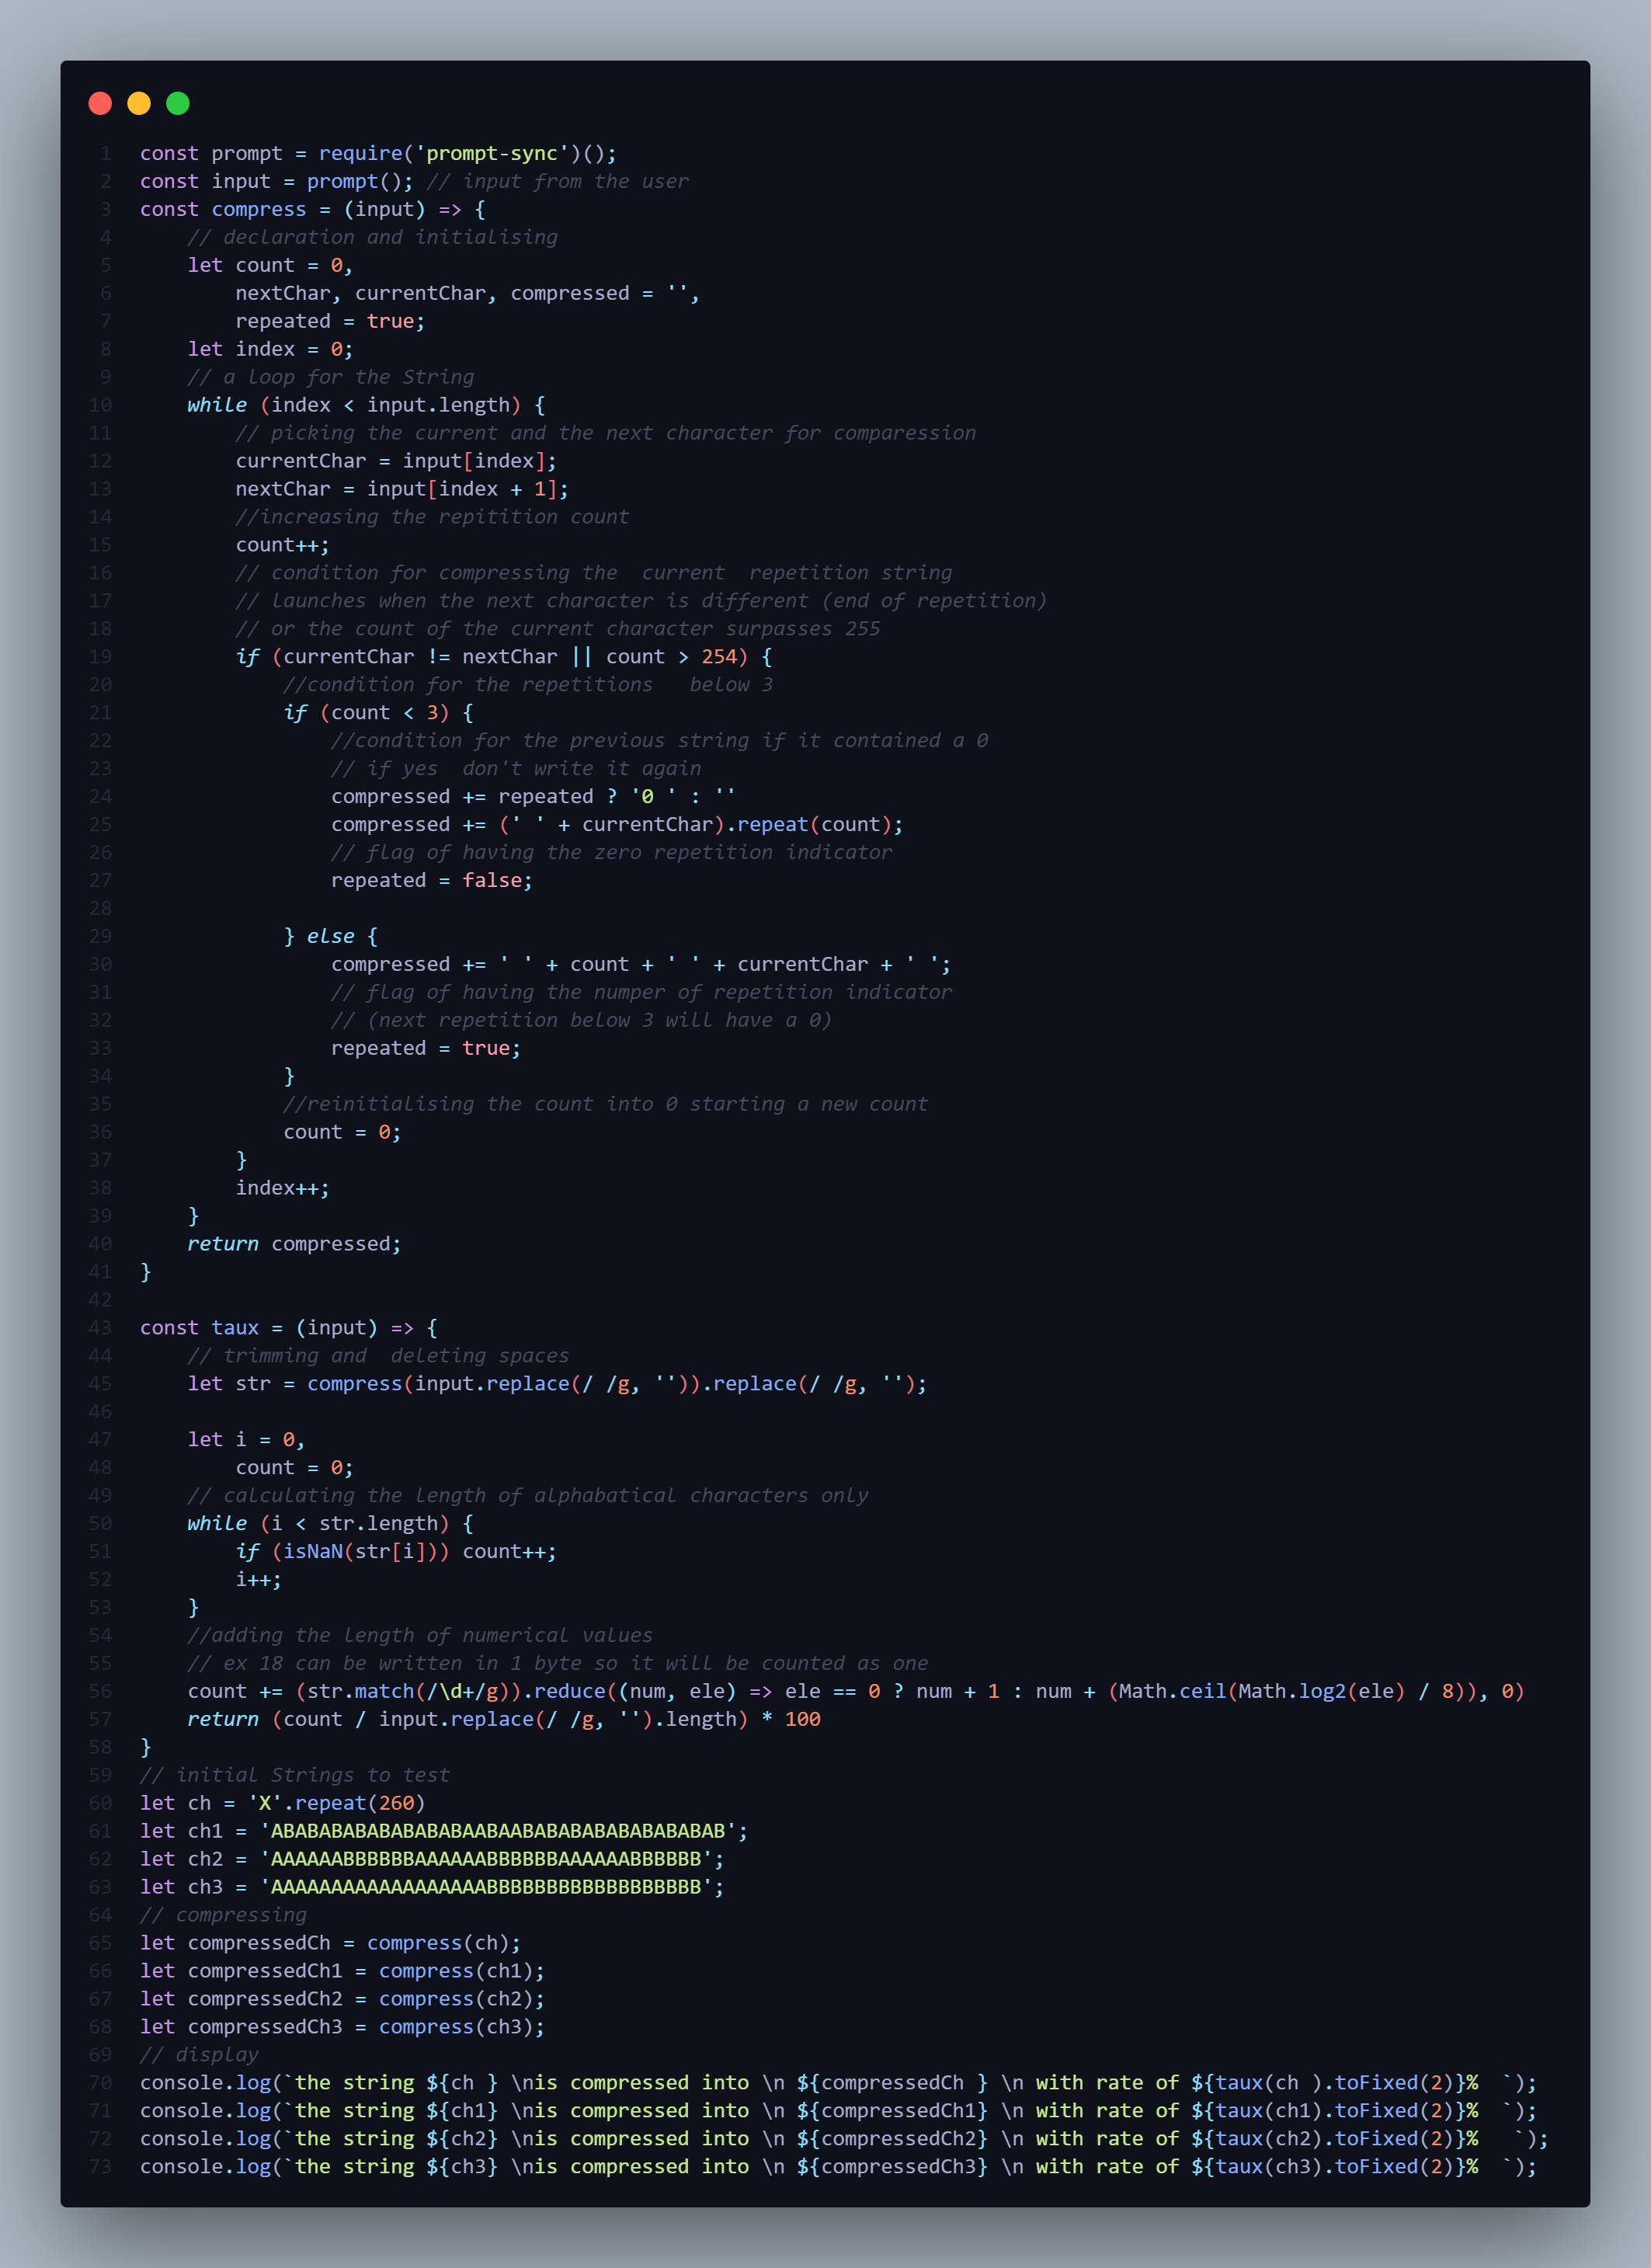 1 const prompt = require('prompt-sync')();
2 const input = prompt(); // input from the user
3 const compress = (input) => {
4     // declaration and initialising
5     let count = 0,
6         nextChar, currentChar, compressed = '',
7         repeated = true;
8     let index = 0;
9     // a loop for the String
10     while (index < input.length) {
11         // picking the current and the next character for comparession
12         currentChar = input[index];
13         nextChar = input[index + 1];
14         //increasing the repitition count
15         count++;
16         // condition for compressing the  current  repetition string
17         // launches when the next character is different (end of repetition)
18         // or the count of the current character surpasses 255
19         if (currentChar != nextChar || count > 254) {
20             //condition for the repetitions   below 3
21             if (count < 3) {
22                 //condition for the previous string if it contained a 0
23                 // if yes  don't write it again
24                 compressed += repeated ? '0 ' : ''
25                 compressed += (' ' + currentChar).repeat(count);
26                 // flag of having the zero repetition indicator
27                 repeated = false;
28
29             } else {
30                 compressed += ' ' + count + ' ' + currentChar + ' ';
31                 // flag of having the numper of repetition indicator
32                 // (next repetition below 3 will have a 0)
33                 repeated = true;
34             }
35             //reinitialising the count into 0 starting a new count
36             count = 0;
37         }
38         index++;
39     }
40     return compressed;
41 }
42
43 const taux = (input) => {
44     // trimming and  deleting spaces
45     let str = compress(input.replace(/ /g, '')).replace(/ /g, '');
46
47     let i = 0,
48         count = 0;
49     // calculating the length of alphabatical characters only
50     while (i < str.length) {
51         if (isNaN(str[i])) count++;
52         i++;
53     }
54     //adding the length of numerical values
55     // ex 18 can be written in 1 byte so it will be counted as one
56     count += (str.match(/\d+/g)).reduce((num, ele) => ele == 0 ? num + 1 : num + (Math.ceil(Math.log2(ele) / 8)), 0)
57     return (count / input.replace(/ /g, '').length) * 100
58 }
59 // initial Strings to test
60 let ch = 'X'.repeat(260)
61 let ch1 = 'ABABABABABABABABAABAABABABABABABABABAB';
62 let ch2 = 'AAAAAABBBBBBAAAAAABBBBBBAAAAAABBBBBB';
63 let ch3 = 'AAAAAAAAAAAAAAAAAABBBBBBBBBBBBBBBBBB';
64 // compressing
65 let compressedCh = compress(ch);
66 let compressedCh1 = compress(ch1);
67 let compressedCh2 = compress(ch2);
68 let compressedCh3 = compress(ch3);
69 // display
70 console.log(`the string ${ch } \nis compressed into \n ${compressedCh } \n with rate of ${taux(ch ).toFixed(2)}%  `);
71 console.log(`the string ${ch1} \nis compressed into \n ${compressedCh1} \n with rate of ${taux(ch1).toFixed(2)}%  `);
72 console.log(`the string ${ch2} \nis compressed into \n ${compressedCh2} \n with rate of ${taux(ch2).toFixed(2)}%   `);
73 console.log(`the string ${ch3} \nis compressed into \n ${compressedCh3} \n with rate of ${taux(ch3).toFixed(2)}%  `);